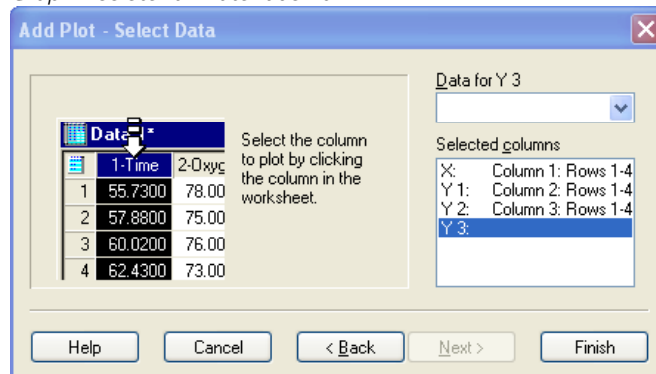 Add Plot - Select Data
Data 1*
1-Time 2-Oxyg
1 55.7300 78.00
2 57.8800 75.00
3 60.0200 76.00
4 62.4300 73.00
Select the column
to plot by clicking
the column in the
worksheet.
Data for Y 3
Selected columns
X: Column 1: Rows 1-4
Y 1: Column 2: Rows 1-4
Y 2: Column 3: Rows 1-4
Y 3:
Help Cancel < Back Next > Finish